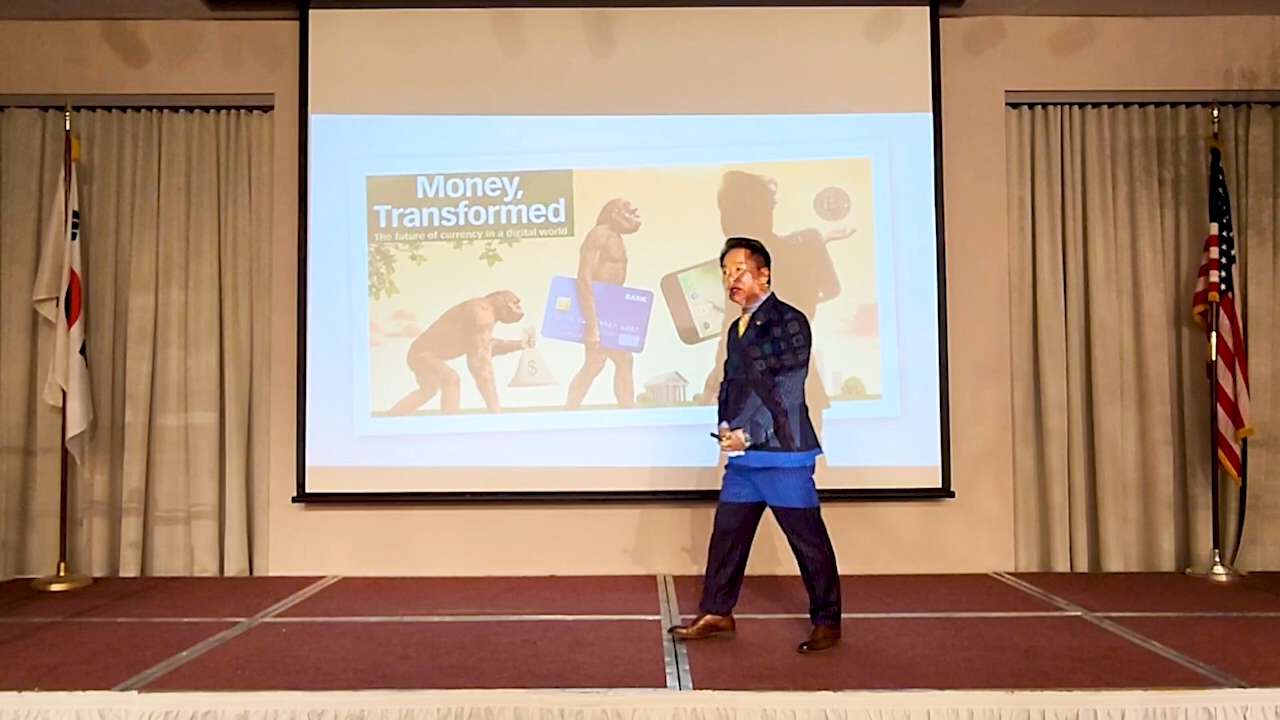 Money,
Transformed
The future of currency in a digital world
BANK
$